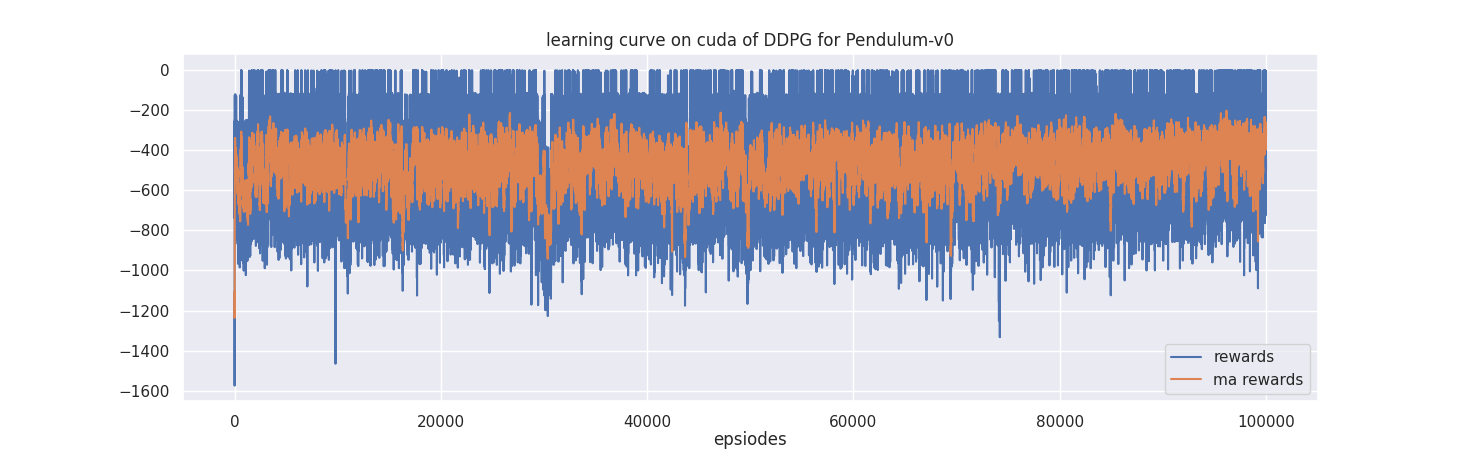 learning curve on cuda of DDPG for Pendulum-v0
0
−200
−400
−600
−800
−1000
−1200
−1400
−1600
rewards
ma rewards
0 20000 40000 60000 80000 100000
epsiodes